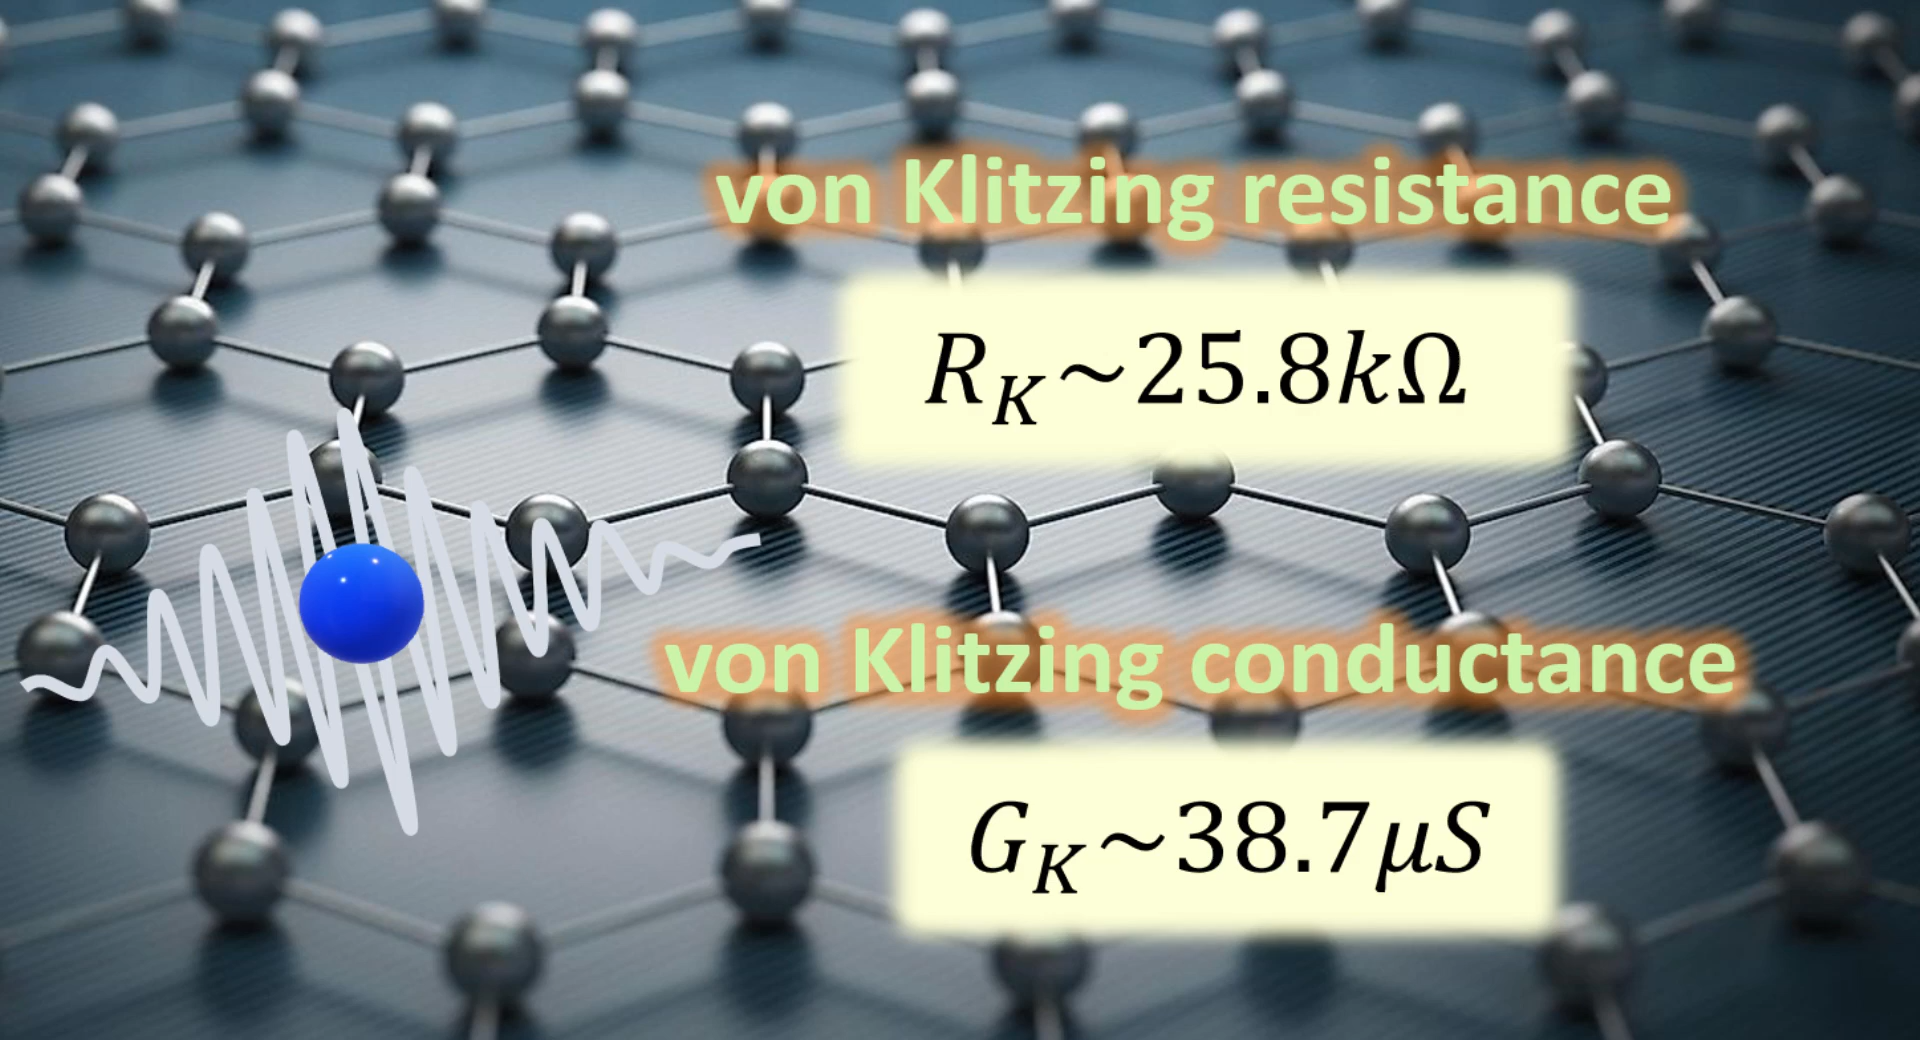 von Klitzing resistance
R_K~25.8kΩ
von Klitzing conductance
G_K~38.7μS